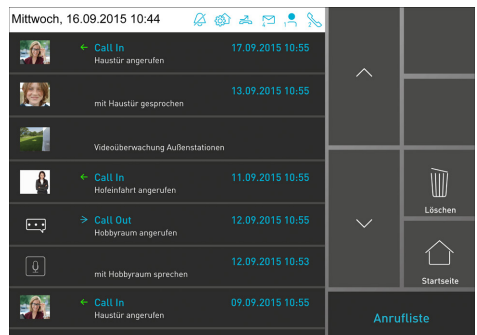 Mittwoch, 16.09.2015 10:44
Call In 17.09.2015 10:55
Haustür angerufen
13.09.2015 10:55
mit Haustür gesprochen
Videoüberwachung Außenstationen
Call In 11.09.2015 10:55
Hofeinfahrt angerufen
Call Out 12.09.2015 10:55
Hobbyraum angerufen
12.09.2015 10:53
mit Hobbyraum sprechen
Call In 09.09.2015 10:55
Haustür angerufen
Löschen
Startseite
Anrufliste